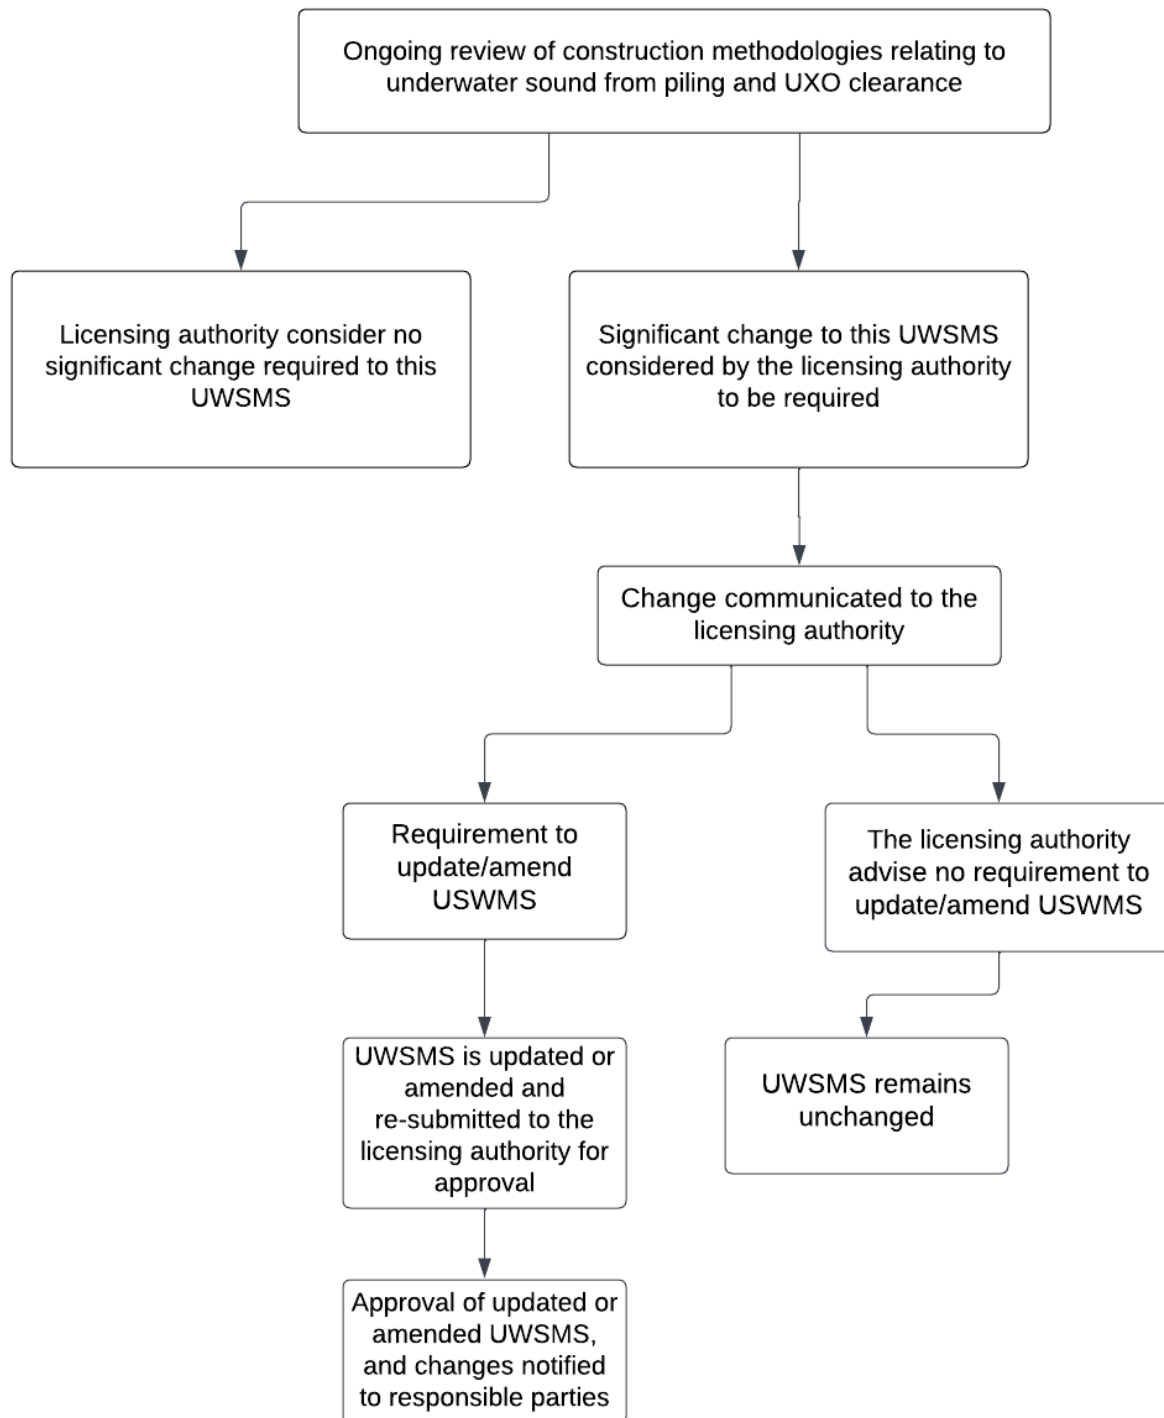 Ongoing review of construction methodologies relating to
underwater sound from piling and UXO clearance
Licensing authority consider no
significant change required to this
UWSMS
Significant change to this UWSMS
considered by the licensing authority
to be required
Change communicated to the
licensing authority
Requirement to
update/amend
USWMS
The licensing authority
advise no requirement to
update/amend USWMS
UWSMS is updated or
amended and
re-submitted to the
licensing authority for
approval
UWSMS remains
unchanged
Approval of updated or
amended UWSMS,
and changes notified
to responsible parties